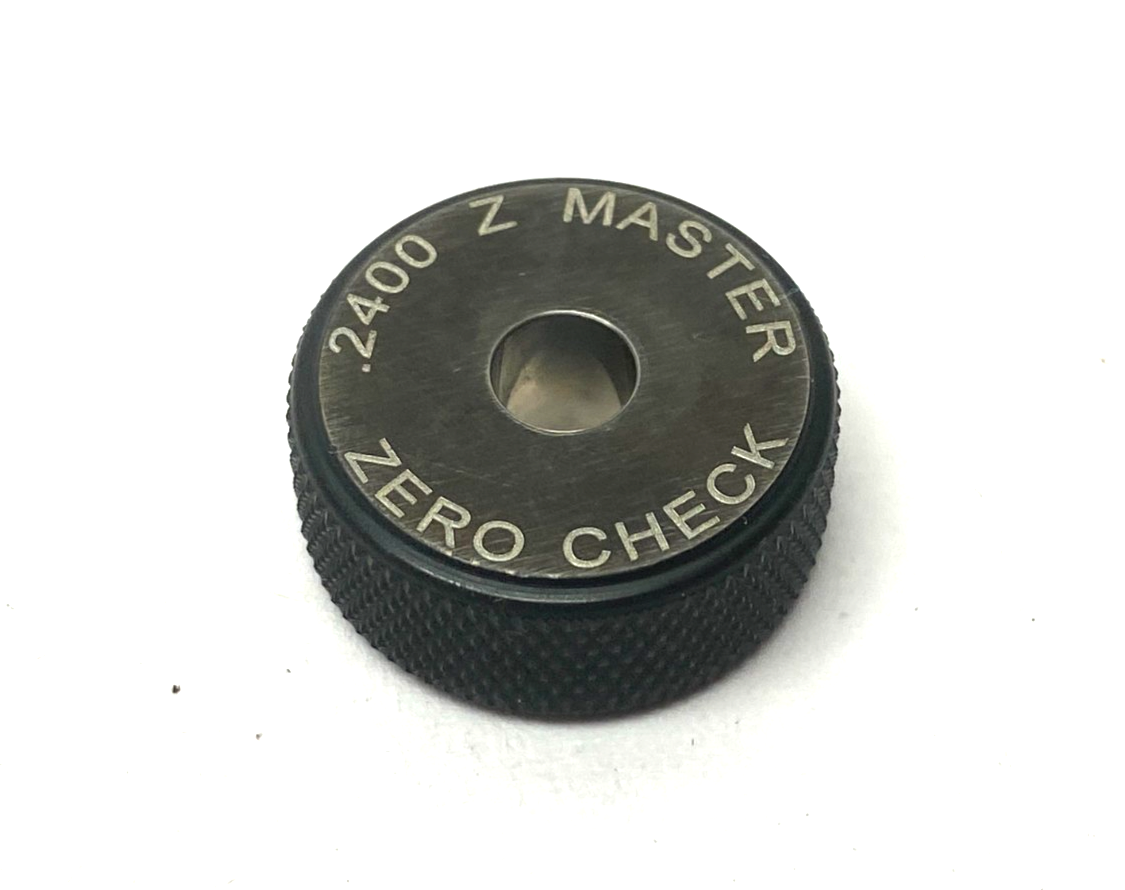 .2400 Z MASTER
ZERO CHECK